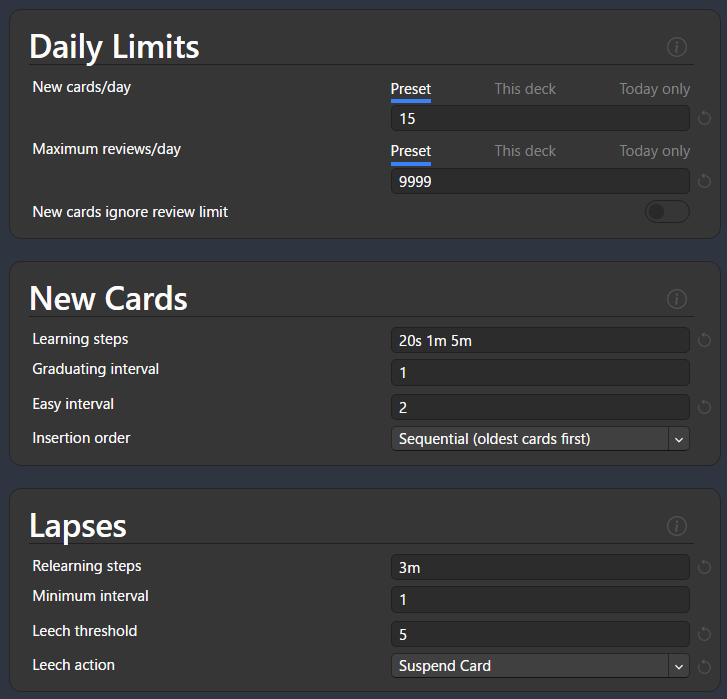 Daily Limits
New cards/day
Preset This deck Today only
15
Maximum reviews/day
Preset This deck Today only
9999
New cards ignore review limit
New Cards
Learning steps
20s 1m 5m
Graduating interval
1
Easy interval
2
Insertion order
Sequential (oldest cards first)
Lapses
Relearning steps
3m
Minimum interval
1
Leech threshold
5
Leech action
Suspend Card